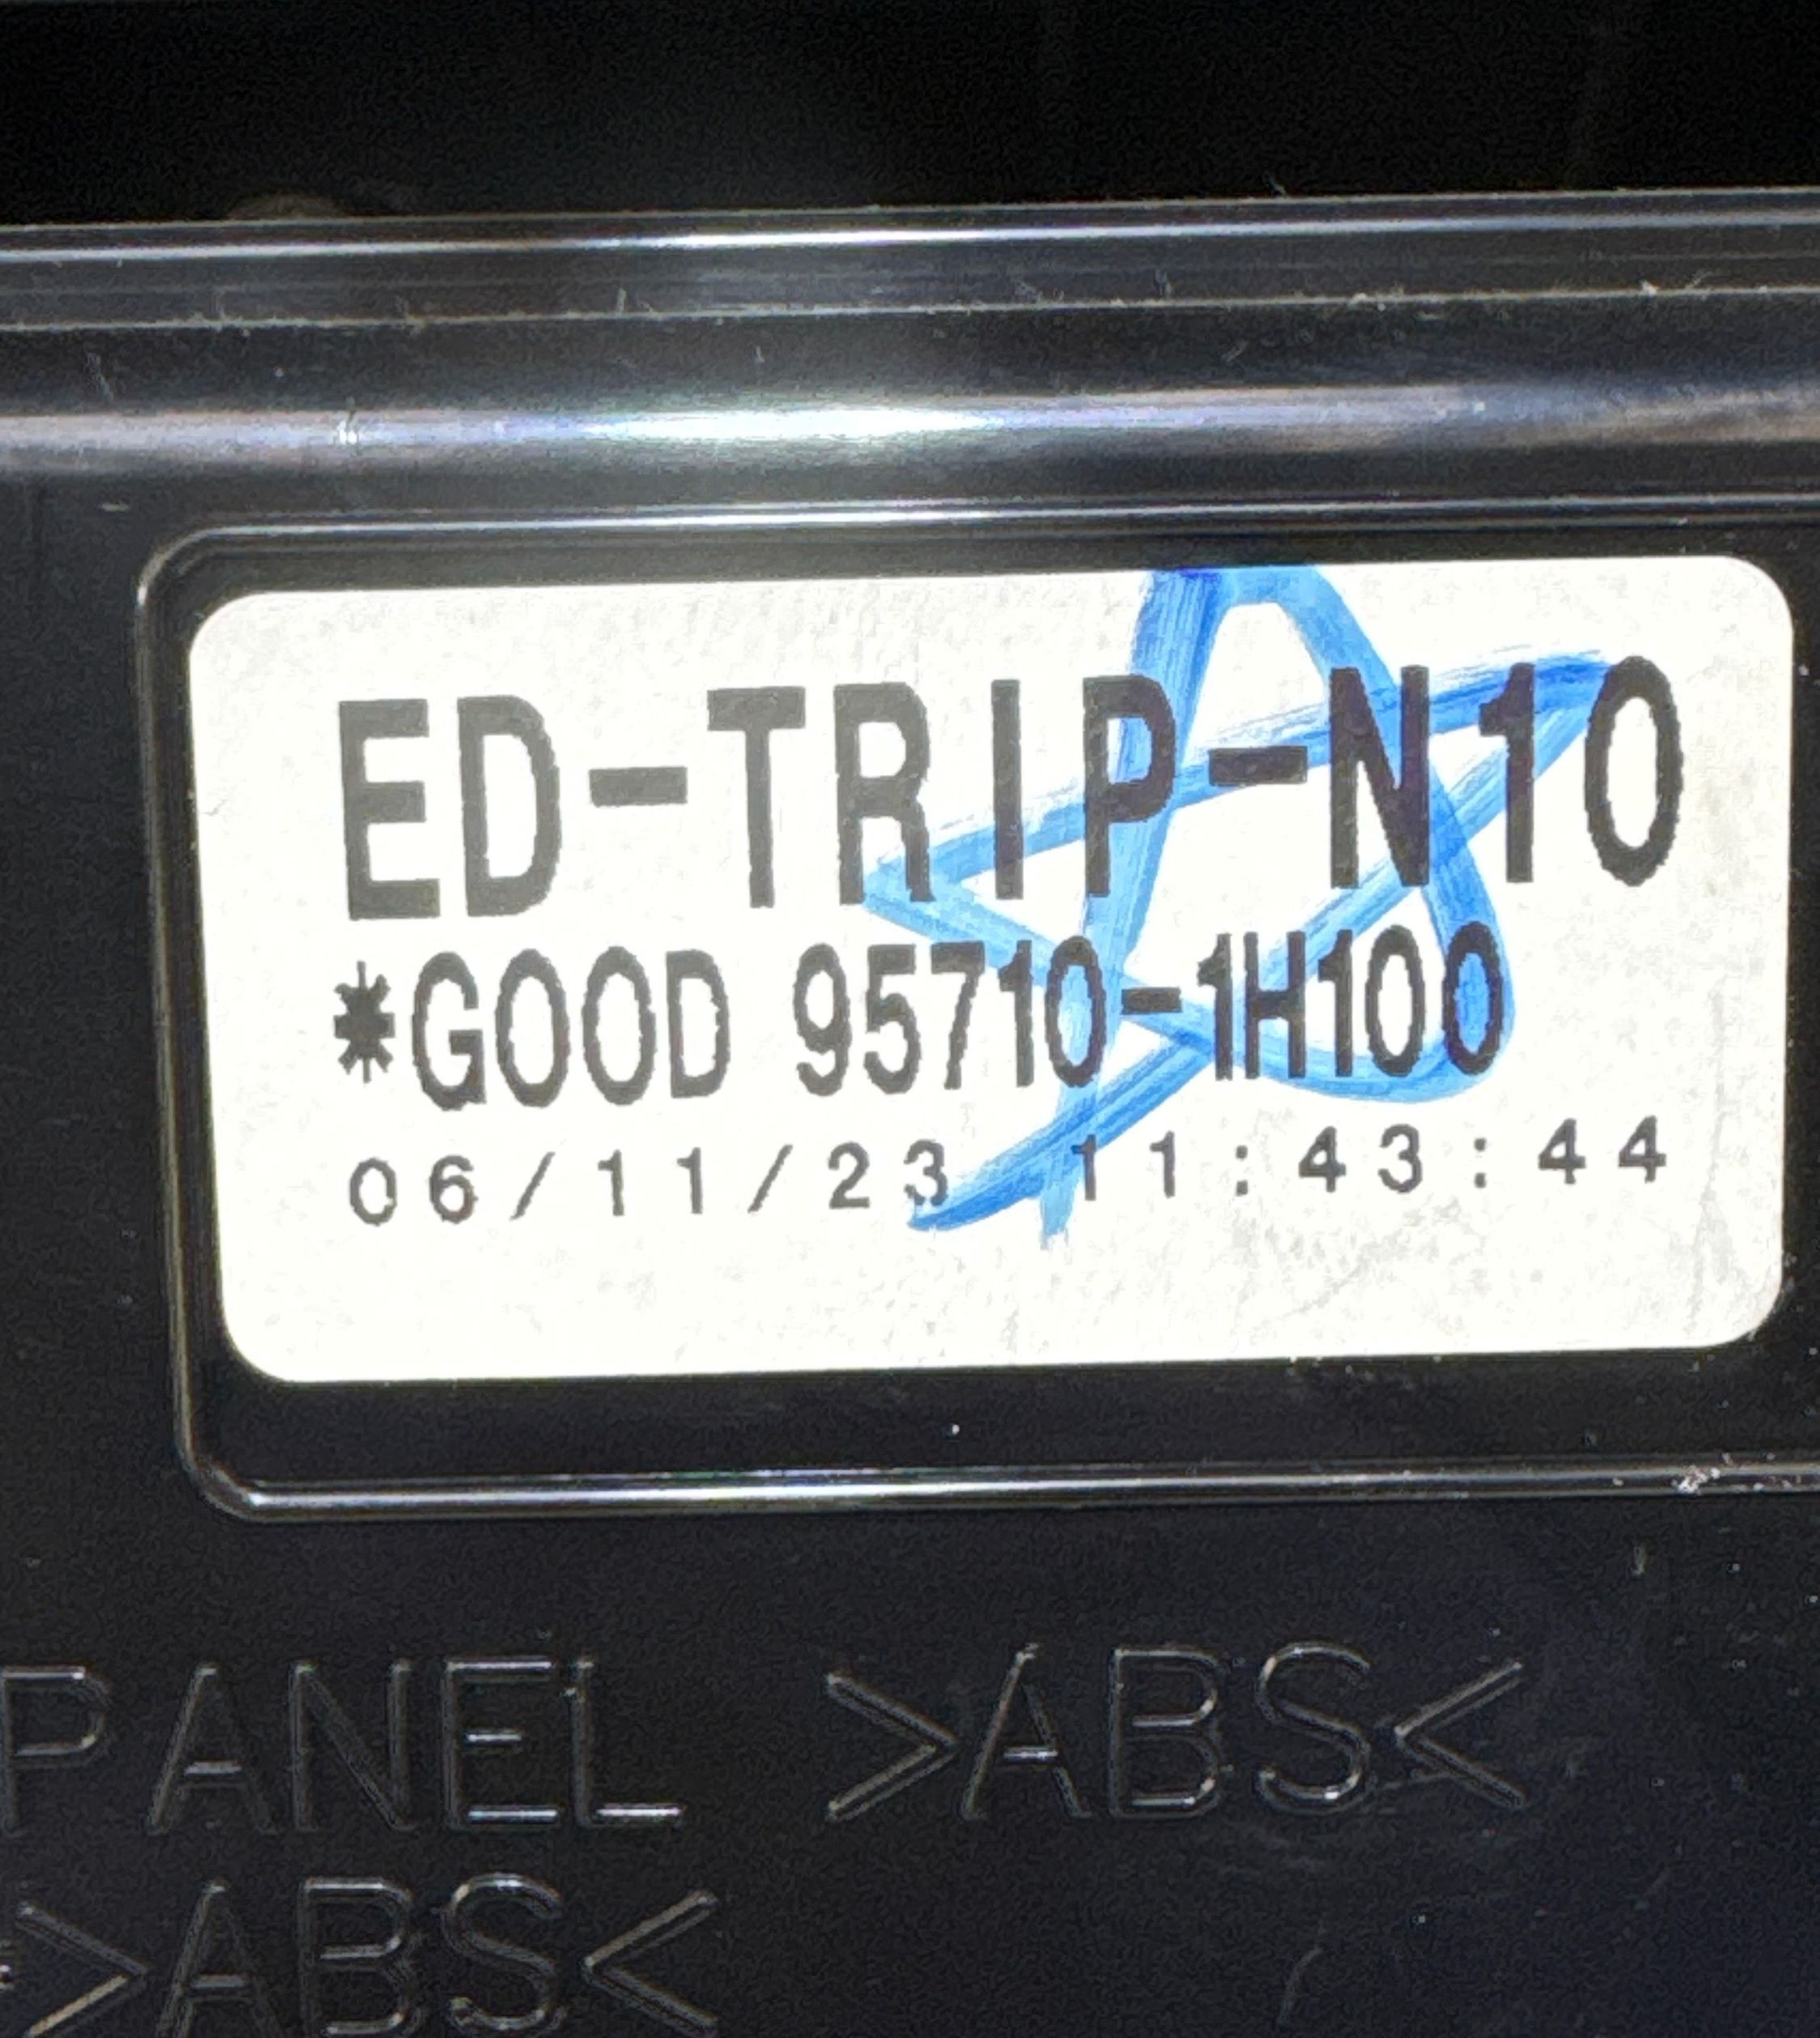 ED-TRIP-N10
*GOOD 95710-1H100
06/11/23 11:43:44
PANEL >ABS<
>ABS<